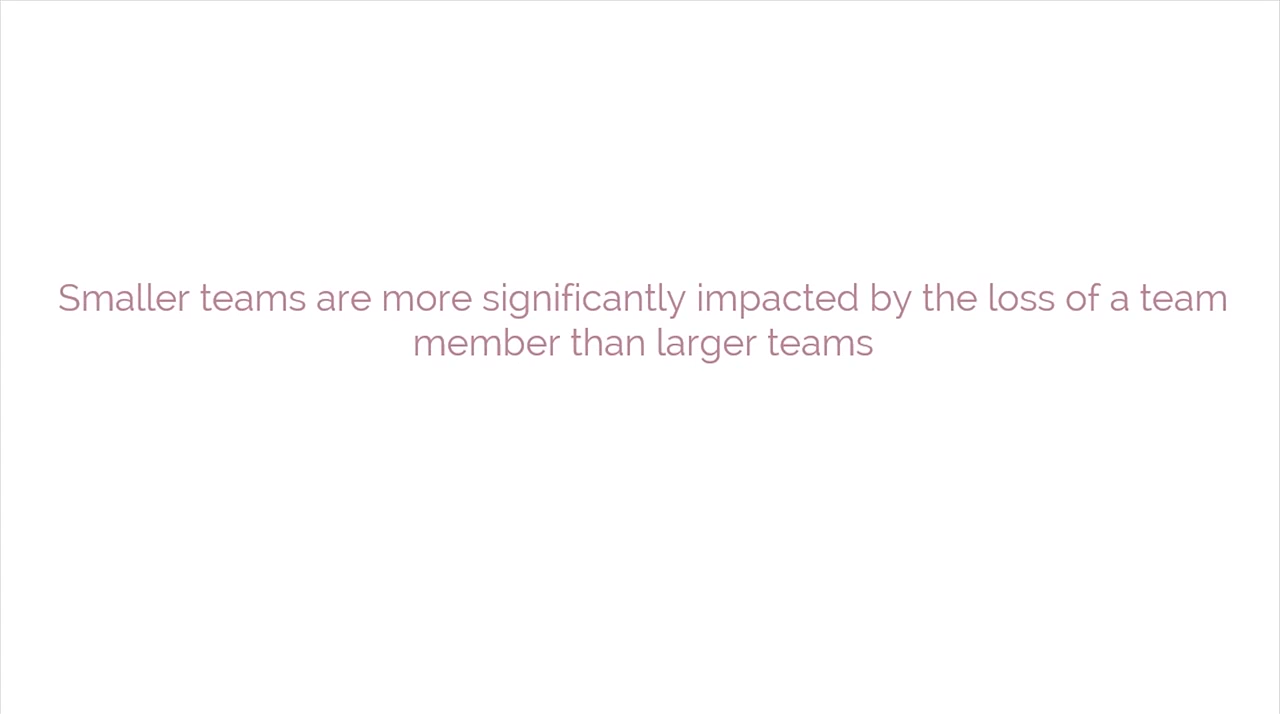 Smaller teams are more significantly impacted by the loss of a team
member than larger teams